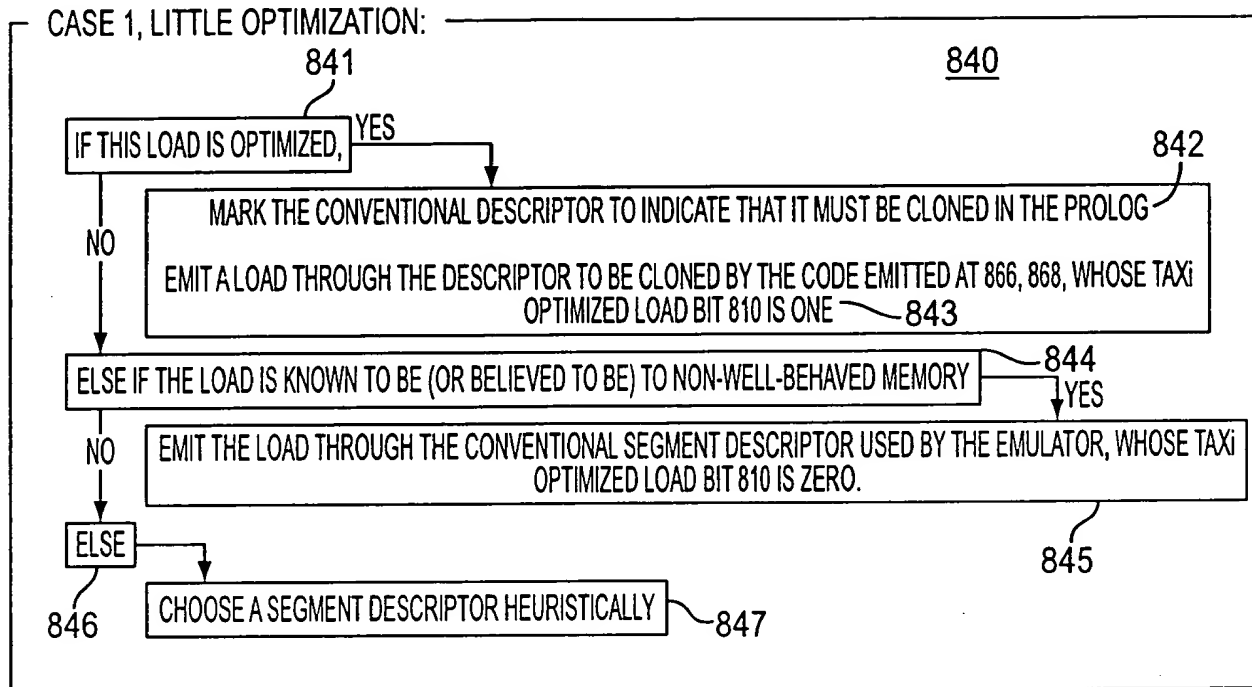 CASE 1, LITTLE OPTIMIZATION:
840
841
IF THIS LOAD IS OPTIMIZED,
YES
842
MARK THE CONVENTIONAL DESCRIPTOR TO INDICATE THAT IT MUST BE CLONED IN THE PROLOG
NO
EMIT A LOAD THROUGH THE DESCRIPTOR TO BE CLONED BY THE CODE EMITTED AT 866, 868, WHOSE TAXi
OPTIMIZED LOAD BIT 810 IS ONE
843
844
ELSE IF THE LOAD IS KNOWN TO BE (OR BELIEVED TO BE) TO NON-WELL-BEHAVED MEMORY
YES
NO
EMIT THE LOAD THROUGH THE CONVENTIONAL SEGMENT DESCRIPTOR USED BY THE EMULATOR, WHOSE TAXi
OPTIMIZED LOAD BIT 810 IS ZERO.
845
ELSE
846
CHOOSE A SEGMENT DESCRIPTOR HEURISTICALLY
847